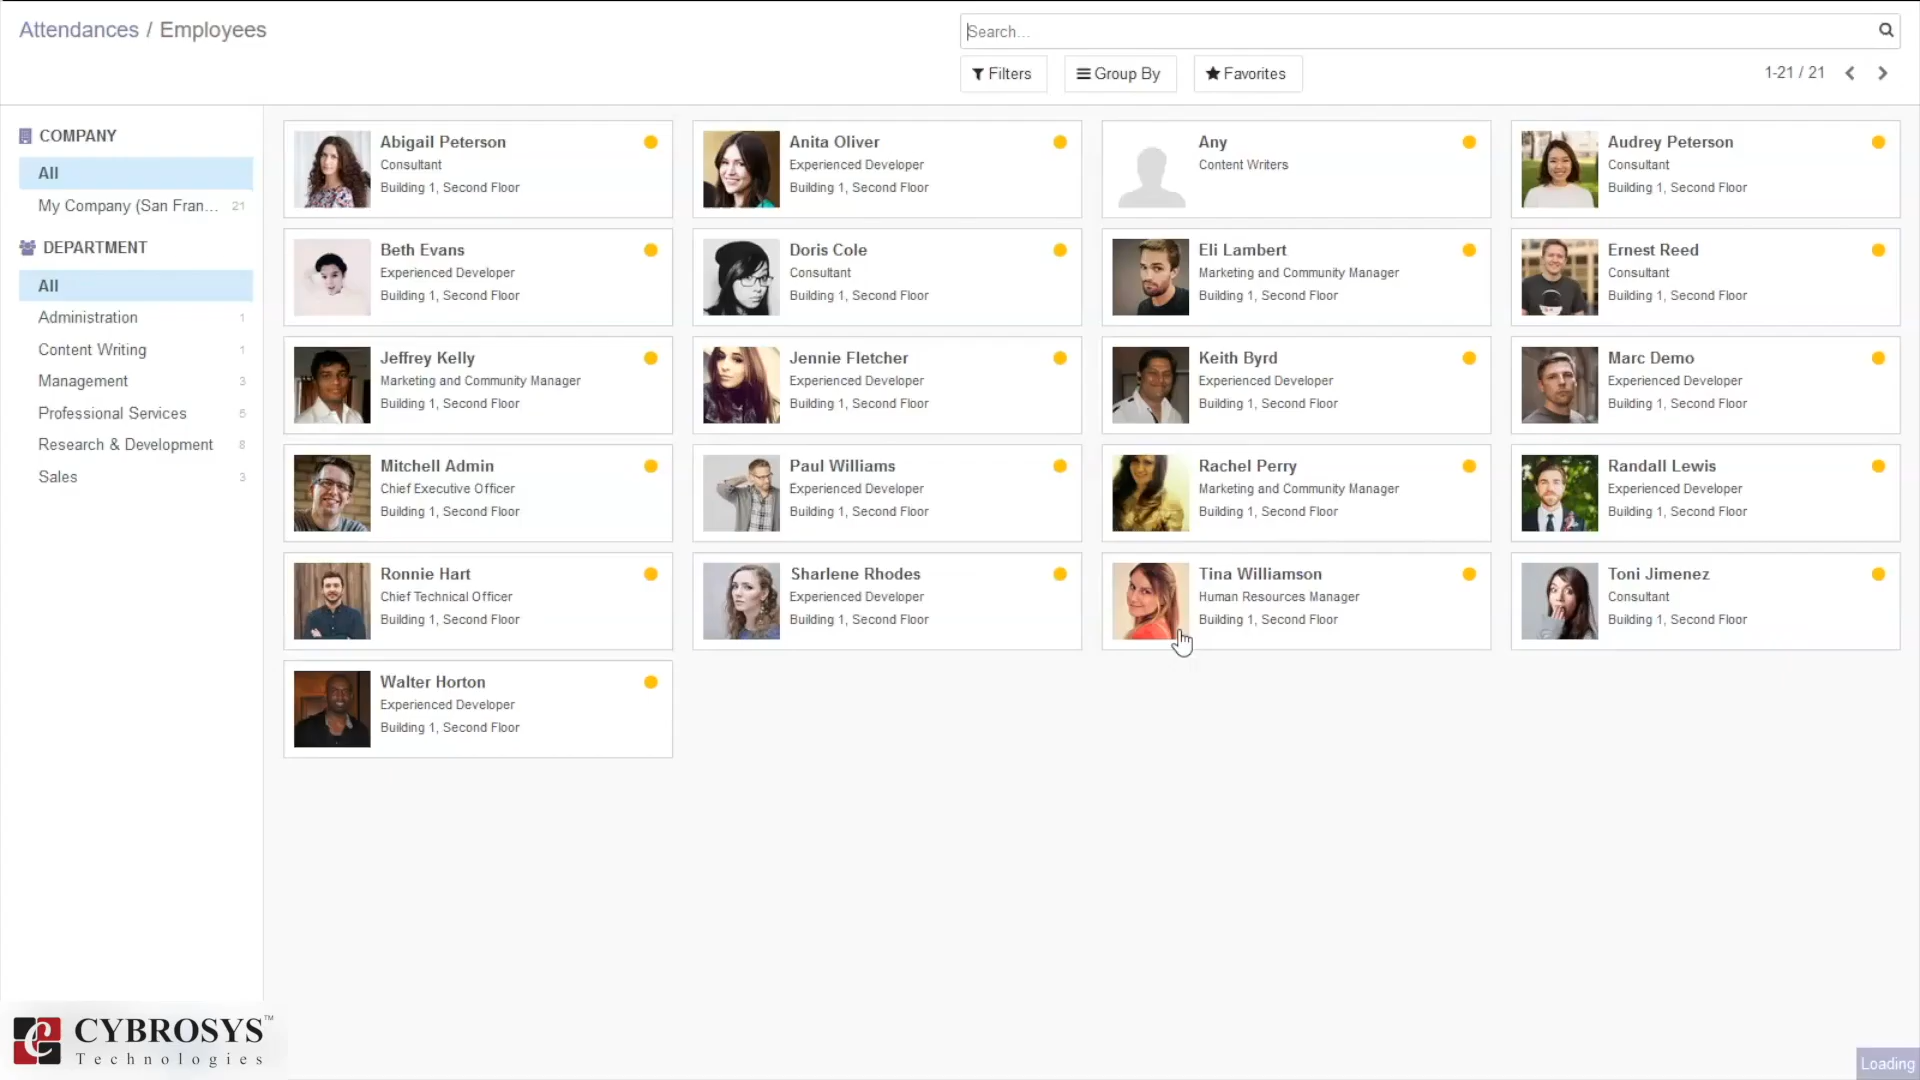 Attendances / Employees
Search...
Filters
Group By
Favorites
1-21 / 21
COMPANY
All
My Company (San Fran... 21
DEPARTMENT
All
Administration 1
Content Writing 1
Management 3
Professional Services 5
Research & Development 8
Sales 3
Abigail Peterson
Consultant
Building 1, Second Floor
Anita Oliver
Experienced Developer
Building 1, Second Floor
Any
Content Writers
Audrey Peterson
Consultant
Building 1, Second Floor
Beth Evans
Experienced Developer
Building 1, Second Floor
Doris Cole
Consultant
Building 1, Second Floor
Eli Lambert
Marketing and Community Manager
Building 1, Second Floor
Ernest Reed
Consultant
Building 1, Second Floor
Jeffrey Kelly
Marketing and Community Manager
Building 1, Second Floor
Jennie Fletcher
Experienced Developer
Building 1, Second Floor
Keith Byrd
Experienced Developer
Building 1, Second Floor
Marc Demo
Experienced Developer
Building 1, Second Floor
Mitchell Admin
Chief Executive Officer
Building 1, Second Floor
Paul Williams
Experienced Developer
Building 1, Second Floor
Rachel Perry
Marketing and Community Manager
Building 1, Second Floor
Randall Lewis
Experienced Developer
Building 1, Second Floor
Ronnie Hart
Chief Technical Officer
Building 1, Second Floor
Sharlene Rhodes
Experienced Developer
Building 1, Second Floor
Tina Williamson
Human Resources Manager
Building 1, Second Floor
Toni Jimenez
Consultant
Building 1, Second Floor
Walter Horton
Experienced Developer
Building 1, Second Floor
CYBROSYS™
Technologies
Loading